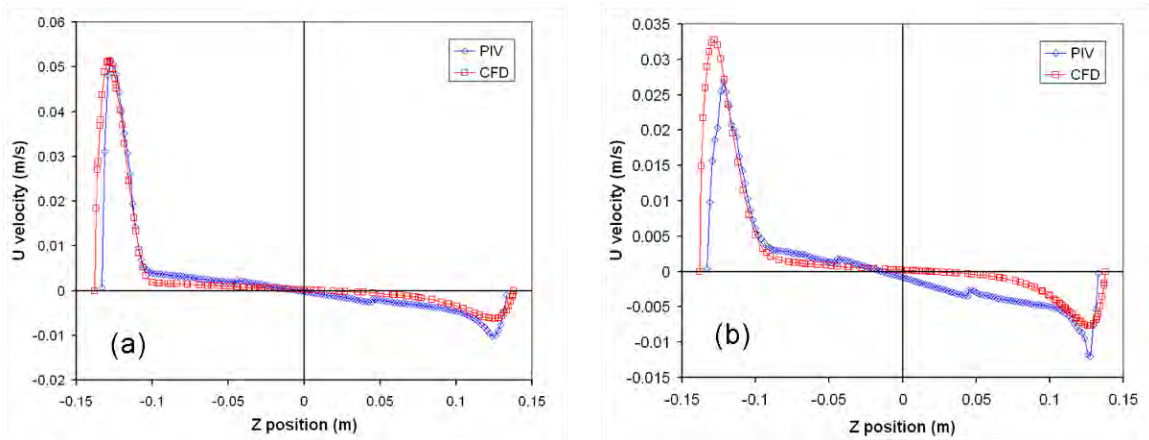 0.06
0.05
0.04
0.03
0.02
0.01
0
-0.01
-0.02
U velocity (m/s)
PIV
CFD
(a)
-0.15 -0.1 -0.05 0 0.05 0.1 0.15
Z position (m)
0.035
0.03
0.025
0.02
0.015
0.01
0.005
0
-0.005
-0.01
-0.015
U velocity (m/s)
PIV
CFD
(b)
-0.15 -0.1 -0.05 0 0.05 0.1 0.15
Z position (m)